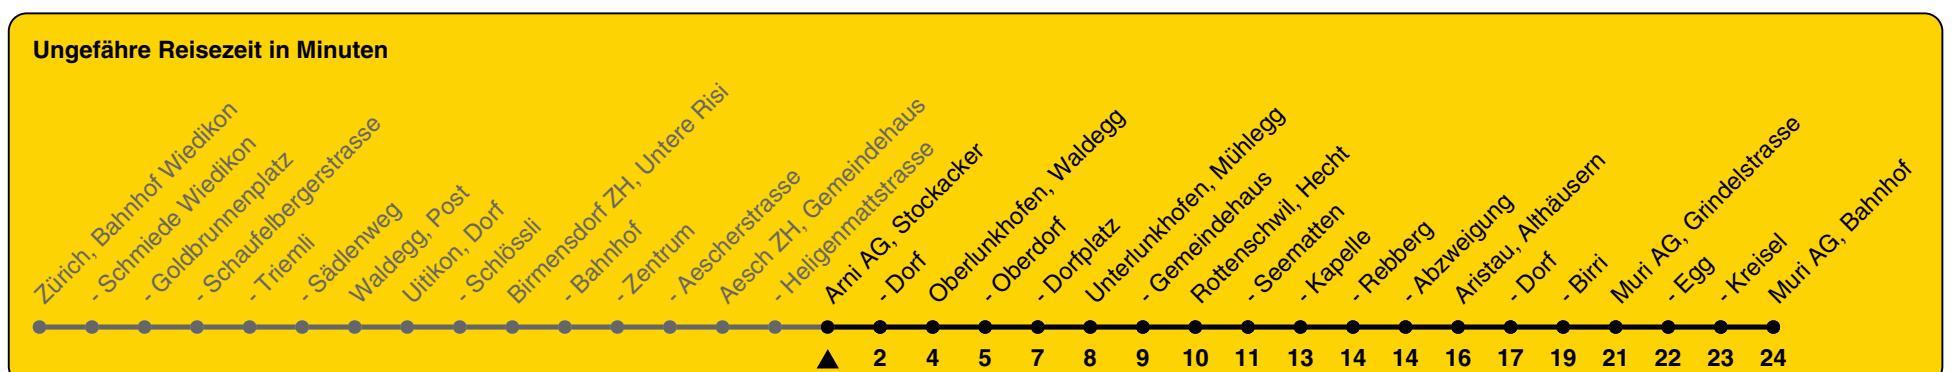 Ungefähre Reisezeit in Minuten
Zürich, Bahnhof Wiedikon
- Schmiede Wiedikon
- Goldbrunnenplatz
- Schaufelbergerstrasse
- Triemli
- Sädlenweg
Waldegg, Post
Uitikon, Dorf
- Schlössli
Birmensdorf ZH, Untere Risi
- Bahnhof
- Zentrum
- Aescherstrasse
Aesch ZH, Gemeindehaus
- Heligenmattstrasse
Arni AG, Stockacker
- Dorf
Oberlunkhofen, Waldegg
- Oberdorf
- Dorfplatz
Unterlunkhofen, Mühlegg
- Gemeindehaus
Rottenschwil, Hecht
- Seematten
- Kapelle
- Rebberg
- Abzweigung
Aristau, Althäusern
- Dorf
- Birri
Muri AG, Grindelstrasse
- Egg
- Kreisel
Muri AG, Bahnhof
2 4 5 7 8 9 10 11 13 14 14 16 17 19 21 22 23 24